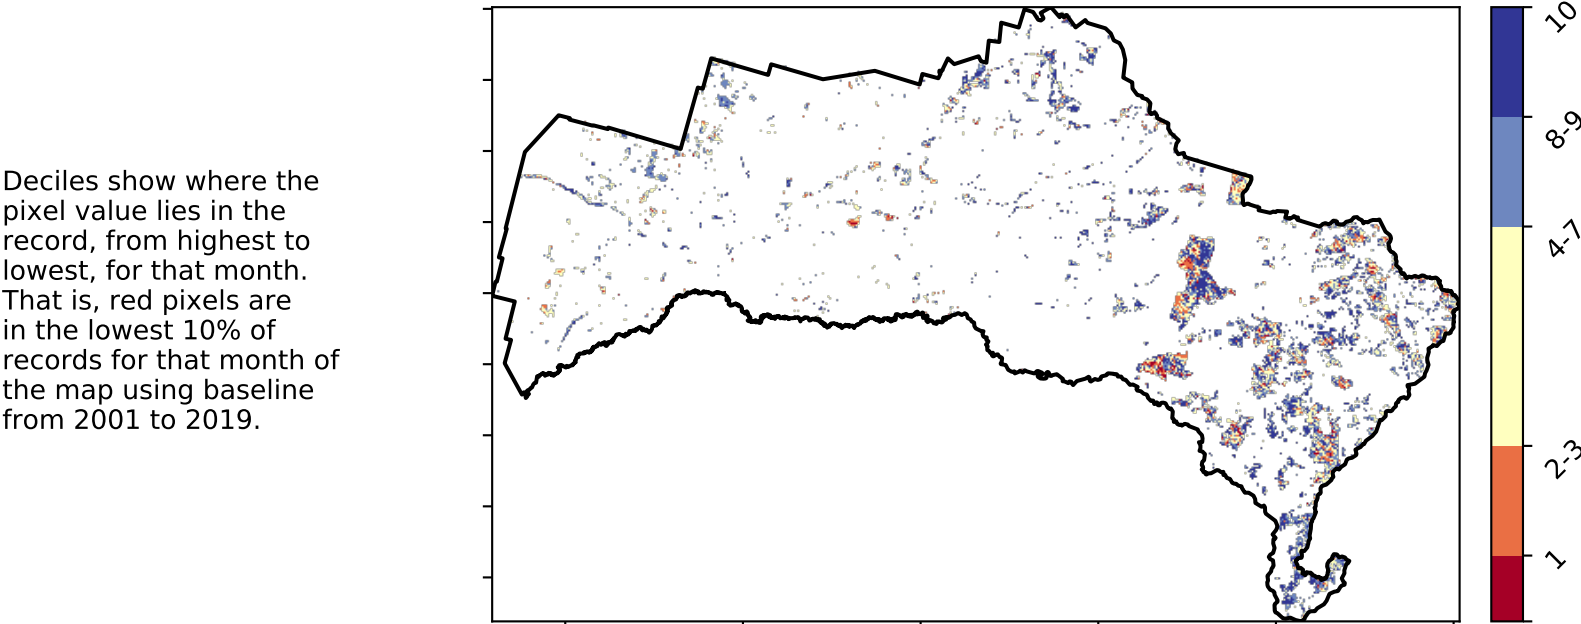 Deciles show where the
pixel value lies in the
record, from highest to
lowest, for that month.
That is, red pixels are
in the lowest 10% of
records for that month of
the map using baseline
from 2001 to 2019.
10
8-9
4-7
2-3
1